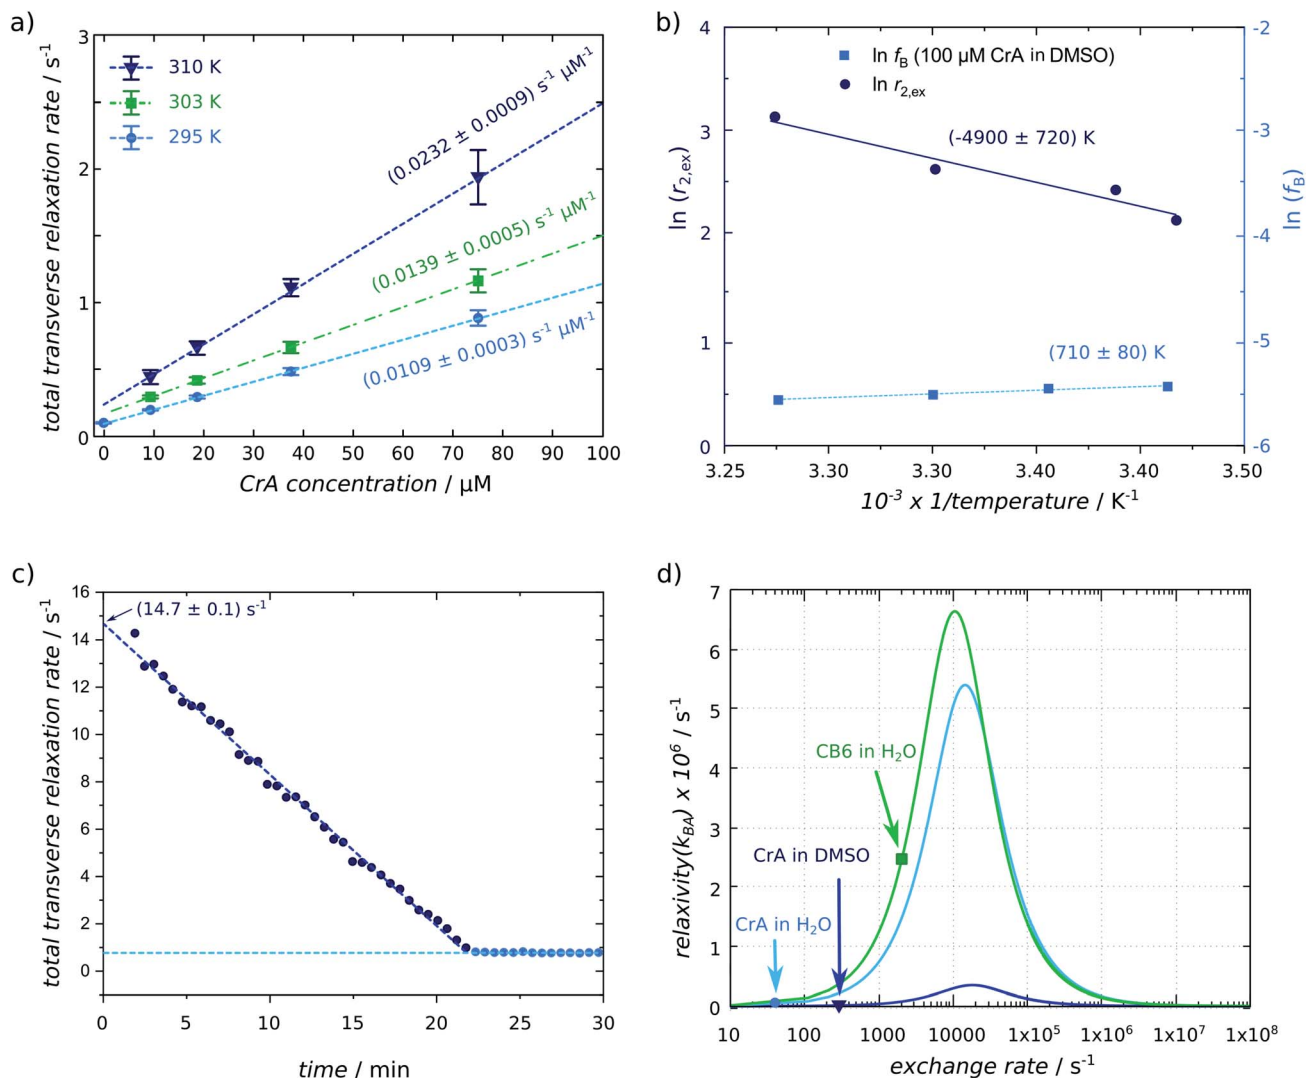 a)
3
2
1
0
total transverse relaxation rate / s⁻¹
310 K
303 K
295 K
(0.0232 ± 0.0009) s⁻¹ μM⁻¹
(0.0139 ± 0.0005) s⁻¹ μM⁻¹
(0.0109 ± 0.0003) s⁻¹ μM⁻¹
0 10 20 30 40 50 60 70 80 90 100
CrA concentration / μM
b)
4
3
2
1
0
ln (r₂,ₑₓ)
ln f_B (100 μM CrA in DMSO)
ln r₂,ₑₓ
(-4900 ± 720) K
(710 ± 80) K
-2
-3
-4
-5
-6
ln (f_B)
3.25 3.30 3.30 3.40 3.40 3.50
10⁻³ x 1/temperature / K⁻¹
c)
16
14
12
10
8
6
4
2
0
total transverse relaxation rate / s⁻¹
(14.7 ± 0.1) s⁻¹
0 5 10 15 20 25 30
time / min
d)
7
6
5
4
3
2
1
0
relaxivity(k_BA) x 10⁶ / s⁻¹
CB6 in H₂O
CrA in DMSO
CrA in H₂O
10 100 1000 10000 1x10⁵ 1x10⁶ 1x10⁷ 1x10⁸
exchange rate / s⁻¹